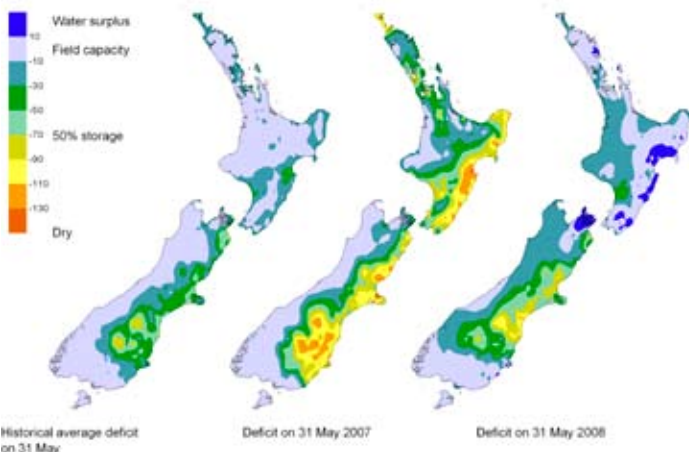 Water surplus
10
Field capacity
-10
-30
-50
50% storage
-70
-90
-110
-130
Dry
Historical average deficit
on 31 May
Deficit on 31 May 2007
Deficit on 31 May 2008